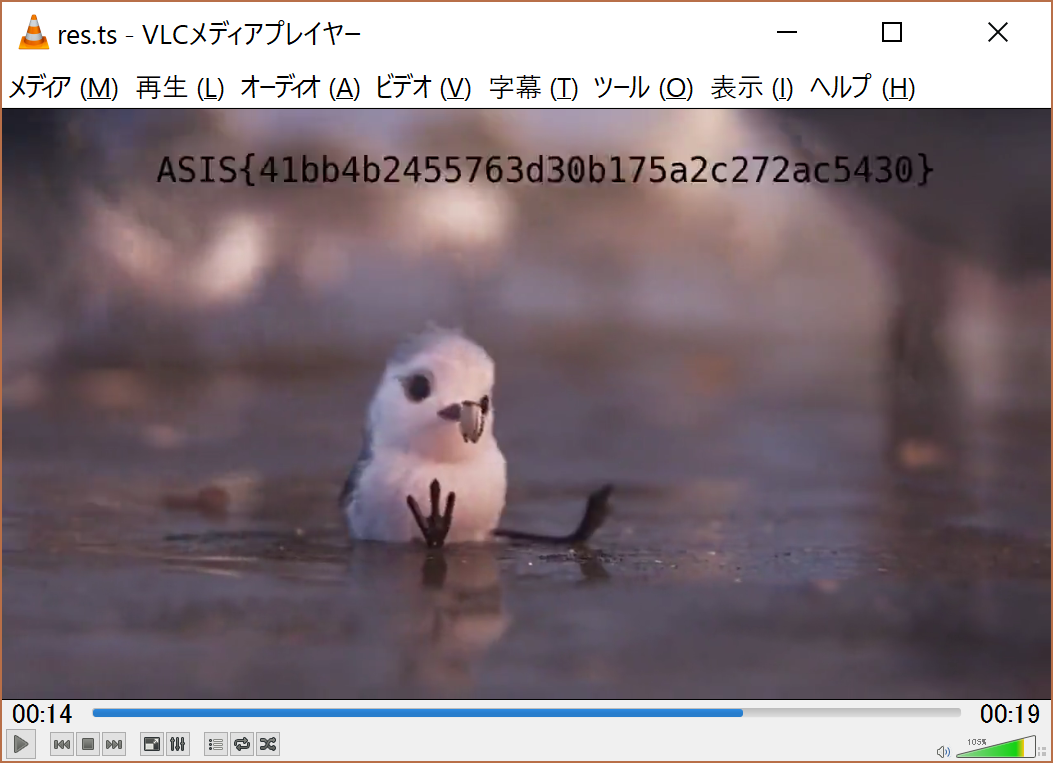 res.ts - VLCメディアプレイヤー
メディア (M) 再生 (L) オーディオ (A) ビデオ (V) 字幕 (T) ツール (O) 表示 (I) ヘルプ (H)
ASIS{41bb4b2455763d30b175a2c272ac5430}
00:14 00:19
105%